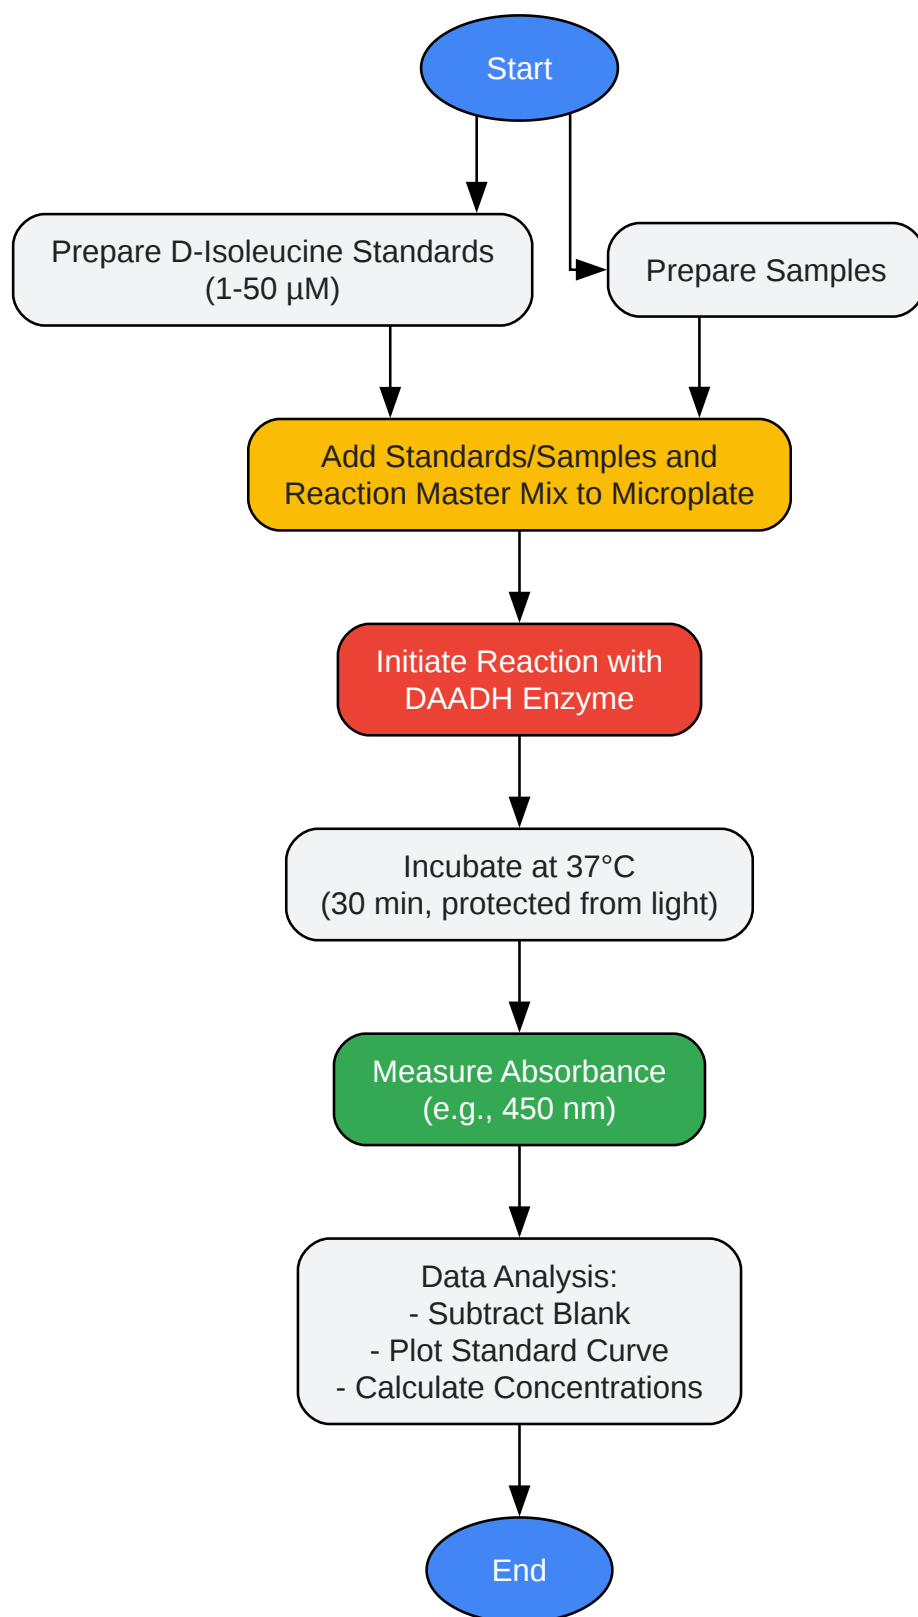 Start
Prepare D-Isoleucine Standards
(1-50 µM)
Prepare Samples
Add Standards/Samples and
Reaction Master Mix to Microplate
Initiate Reaction with
DAADH Enzyme
Incubate at 37°C
(30 min, protected from light)
Measure Absorbance
(e.g., 450 nm)
Data Analysis:
- Subtract Blank
- Plot Standard Curve
- Calculate Concentrations
End